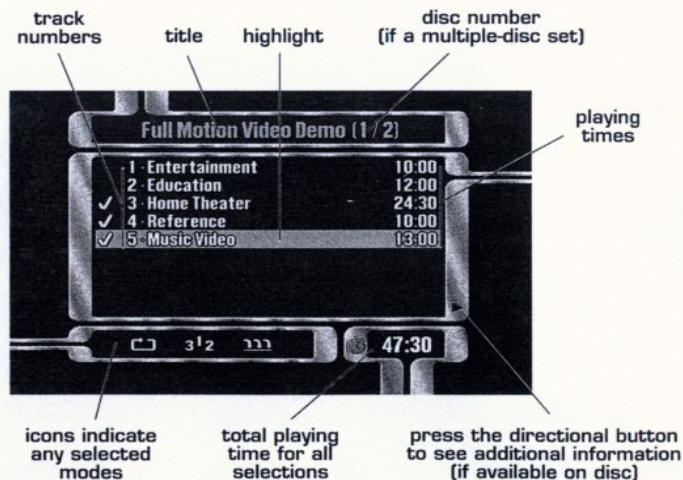 track
numbers
title
highlight
disc number
(if a multiple-disc set)
Full Motion Video Demo (1 / 2)
playing
times
1 · Entertainment 10:00
2 · Education 12:00
✓ 3 · Home Theater 24:30
✓ 4 · Reference 10:00
✓ 5 · Music Video 13:00
3 1 2
47:30
icons indicate
any selected
modes
total playing
time for all
selections
press the directional button
to see additional information
(if available on disc)